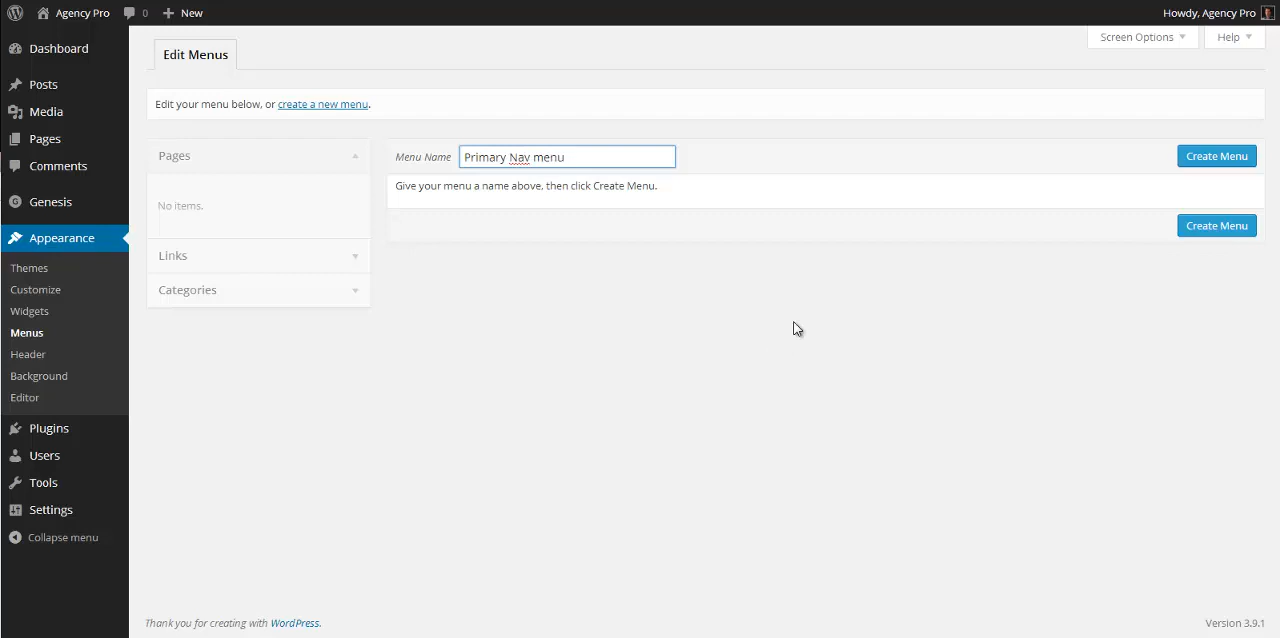 Agency Pro 0 New Howdy, Agency Pro
Dashboard
Posts
Media
Pages
Comments
Genesis
Appearance
Themes
Customize
Widgets
Menus
Header
Background
Editor
Plugins
Users
Tools
Settings
Collapse menu
Screen Options Help
Edit Menus
Edit your menu below, or create a new menu.
Pages
No items.
Links
Categories
Menu Name Primary Nav menu Create Menu
Give your menu a name above, then click Create Menu.
Create Menu
Thank you for creating with WordPress. Version 3.9.1